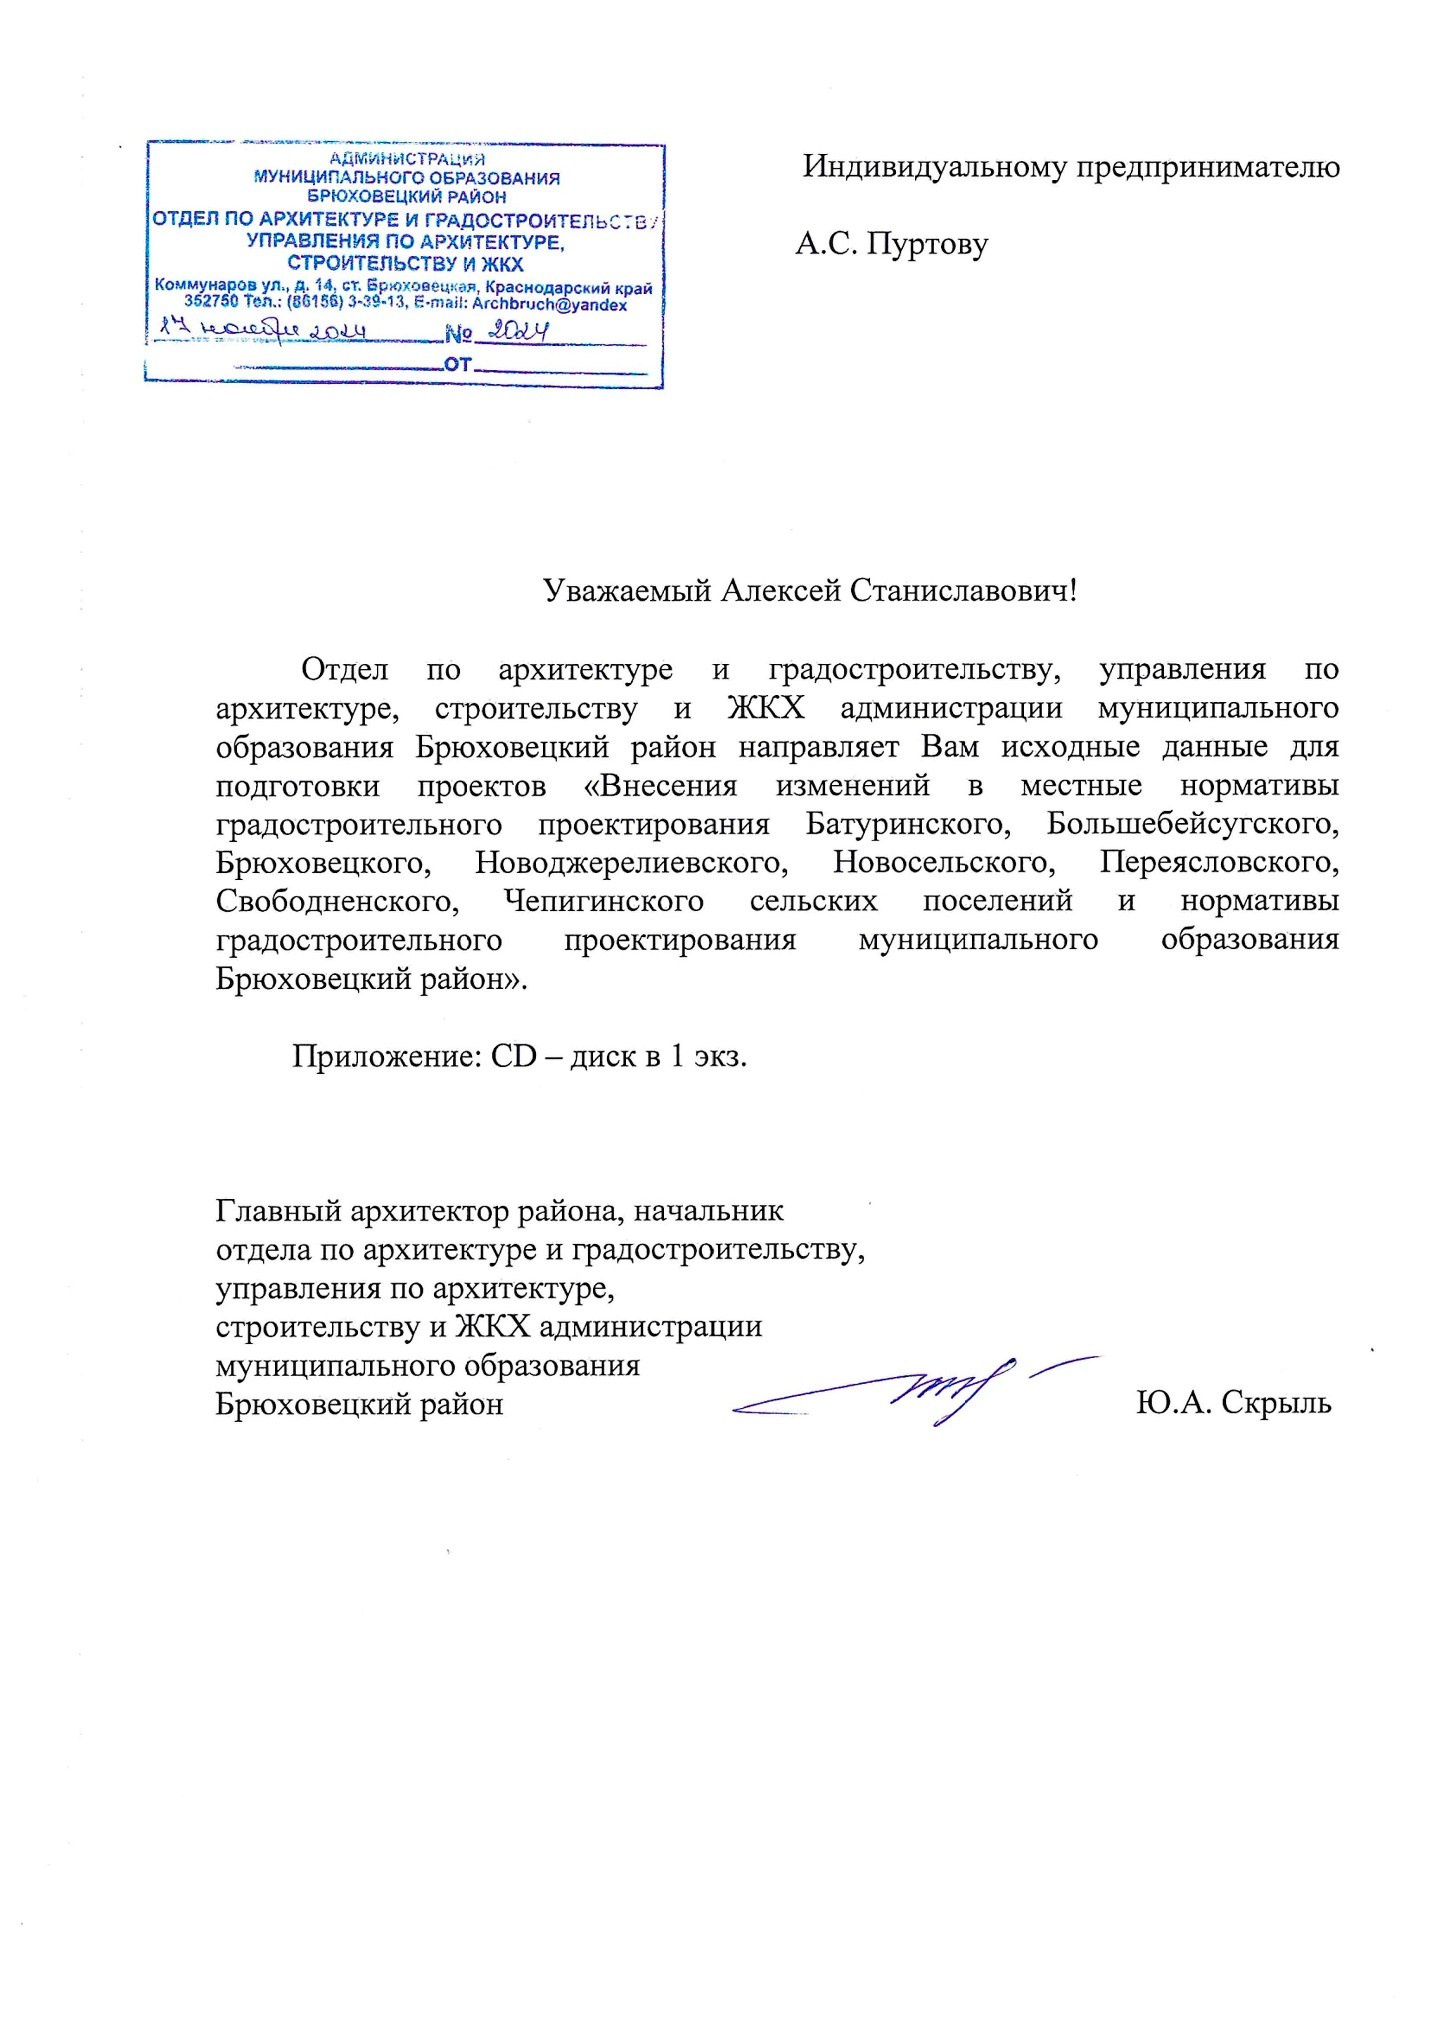 АДМИНИСТРАЦИЯ
МУНИЦИПАЛЬНОГО ОБРАЗОВАНИЯ
БРЮХОВЕЦКИЙ РАЙОН
ОТДЕЛ ПО АРХИТЕКТУРЕ И ГРАДОСТРОИТЕЛЬСТВУ
УПРАВЛЕНИЯ ПО АРХИТЕКТУРЕ,
СТРОИТЕЛЬСТВУ И ЖКХ
Коммунаров ул., д. 14, ст. Брюховецкая, Краснодарский край
352750 Тел.: (86156) 3-39-13, E-mail: Archbruch@yandex
ноября 2024 № 2024
ОТ
Индивидуальному предпринимателю
А.С. Пуртову
Уважаемый Алексей Станиславович!
Отдел по архитектуре и градостроительству, управления по
архитектуре, строительству и ЖКХ администрации муниципального
образования Брюховецкий район направляет Вам исходные данные для
подготовки проектов «Внесения изменений в местные нормативы
градостроительного проектирования Батуринского, Большебейсугского,
Брюховецкого, Новоджерелиевского, Новосельского, Переясловского,
Свободненского, Чепигинского сельских поселений и нормативы
градостроительного проектирования муниципального образования
Брюховецкий район».
Приложение: CD – диск в 1 экз.
Главный архитектор района, начальник
отдела по архитектуре и градостроительству,
управления по архитектуре,
строительству и ЖКХ администрации
муниципального образования
Брюховецкий район Ю.А. Скрыль